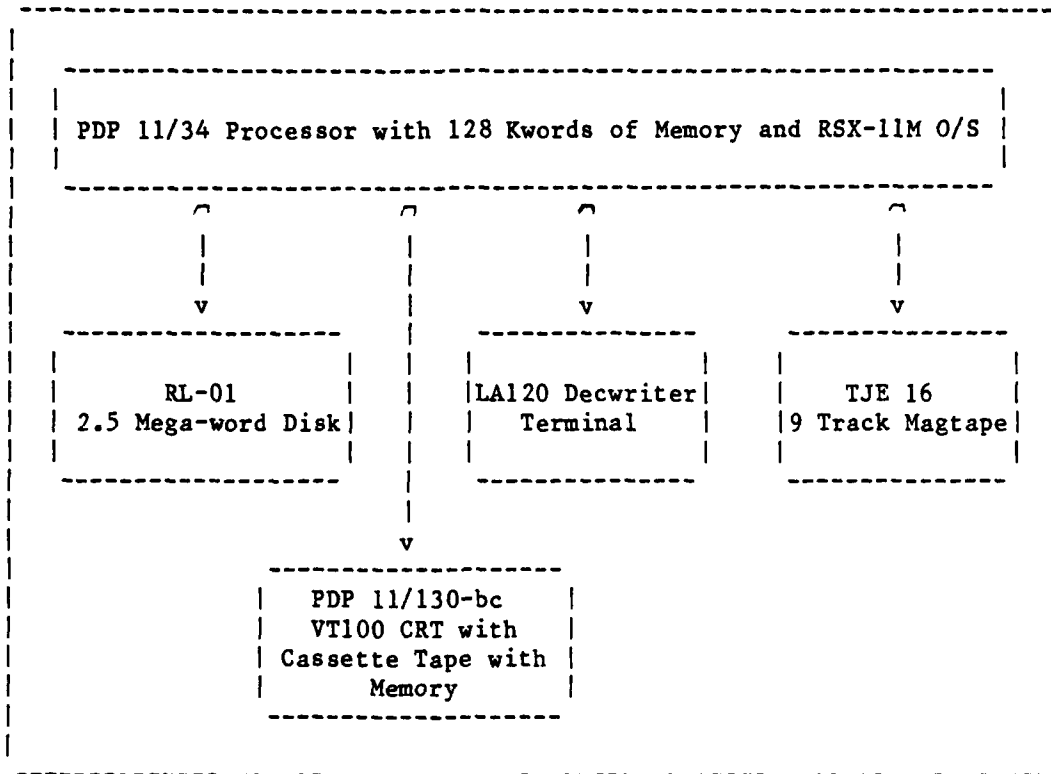 PDP 11/34 Processor with 128 Kwords of Memory and RSX-11M O/S
RL-01
2.5 Mega-word Disk
LA120 Decwriter
Terminal
TJE 16
9 Track Magtape
PDP 11/130-bc
VT100 CRT with
Cassette Tape with
Memory